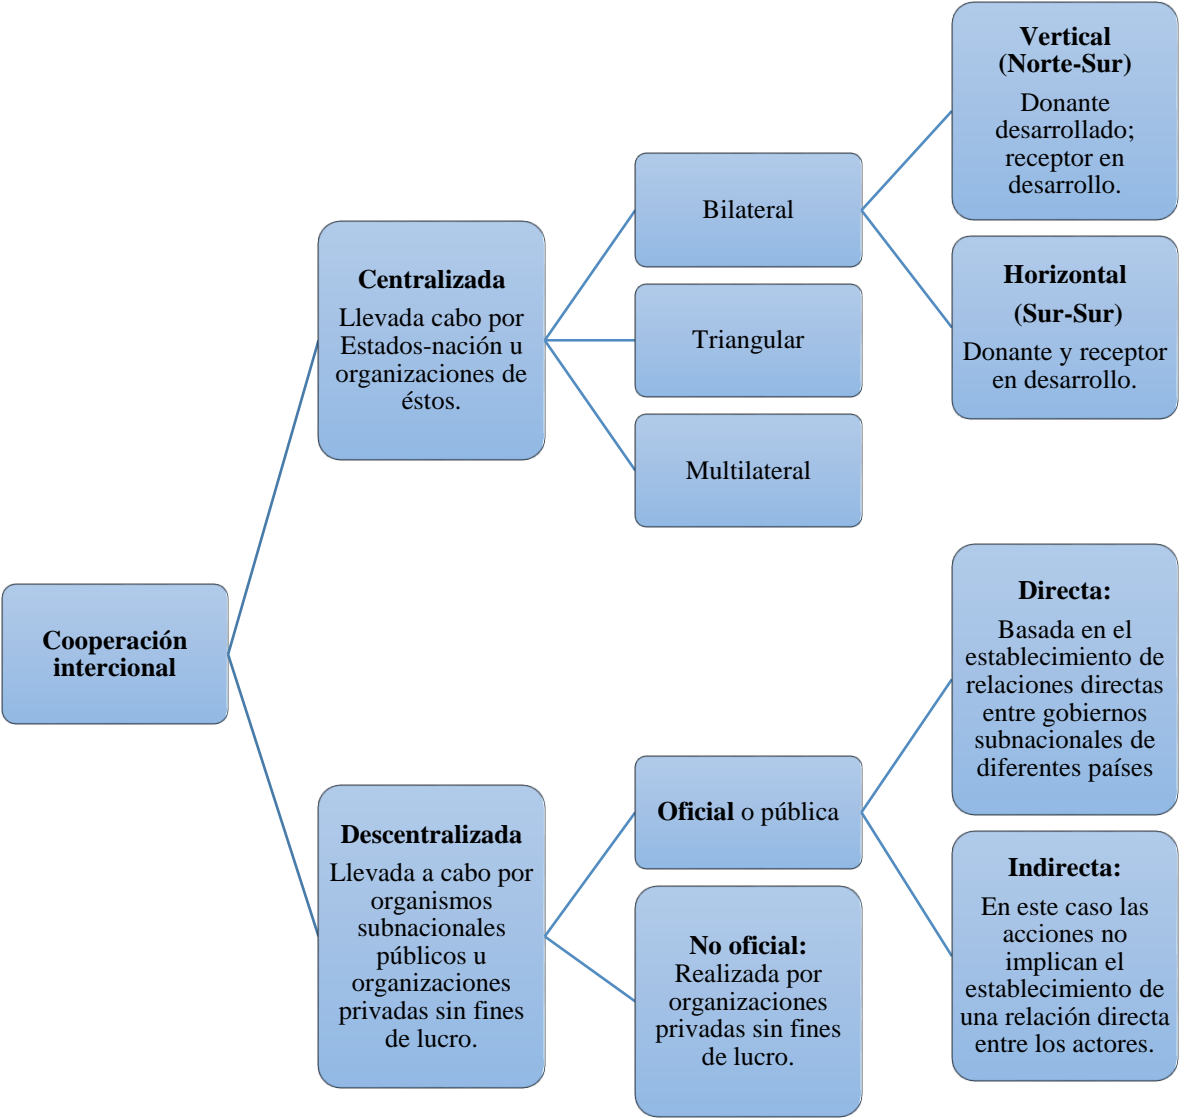 Cooperación
intercional
Centralizada
Llevada cabo por
Estados-nación u
organizaciones de
éstos.
Bilateral
Vertical
(Norte-Sur)
Donante
desarrollado;
receptor en
desarrollo.
Horizontal
(Sur-Sur)
Donante y receptor
en desarrollo.
Triangular
Multilateral
Descentralizada
Llevada a cabo por
organismos
subnacionales
públicos u
organizaciones
privadas sin fines
de lucro.
Oficial o pública
Directa:
Basada en el
establecimiento de
relaciones directas
entre gobiernos
subnacionales de
diferentes países
Indirecta:
En este caso las
acciones no
implican el
establecimiento de
una relación directa
entre los actores.
No oficial:
Realizada por
organizaciones
privadas sin fines
de lucro.